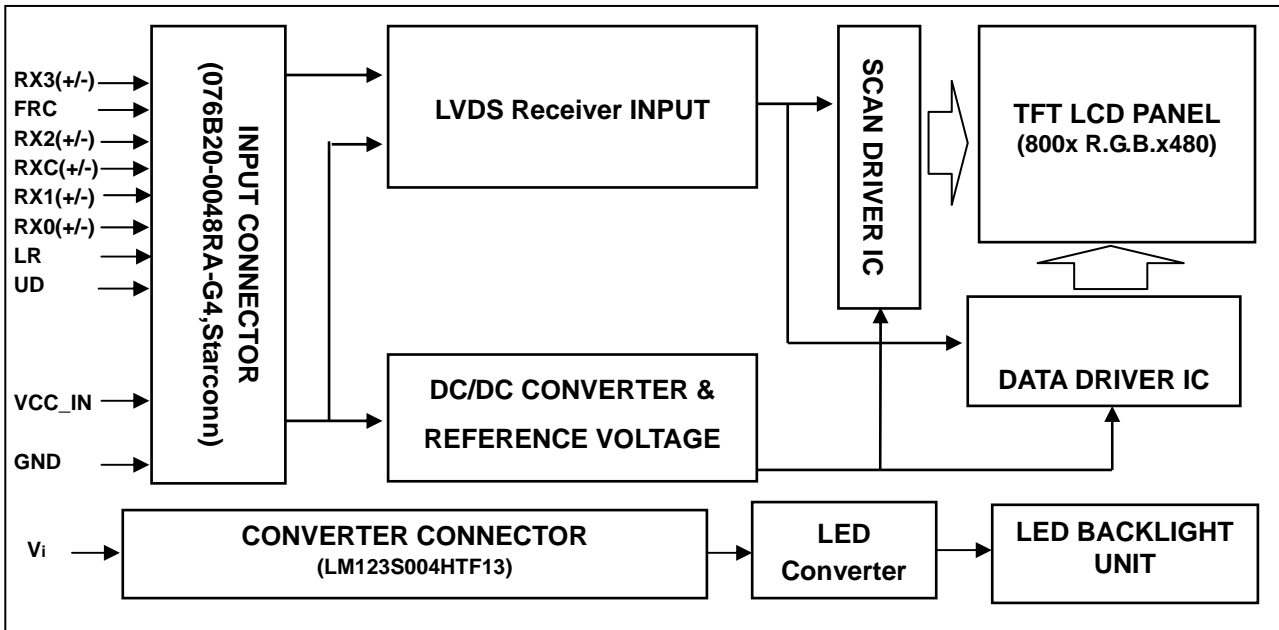 RX3(+/-)
FRC
RX2(+/-)
RXC(+/-)
RX1(+/-)
RX0(+/-)
LR
UD
VCC_IN
GND
INPUT CONNECTOR
(076B20-0048RA-G4,Starconn)
LVDS Receiver INPUT
SCAN DRIVER IC
TFT LCD PANEL
(800x R.G.B.x480)
DC/DC CONVERTER &
REFERENCE VOLTAGE
DATA DRIVER IC
Vi
CONVERTER CONNECTOR
(LM123S004HTF13)
LED
Converter
LED BACKLIGHT
UNIT